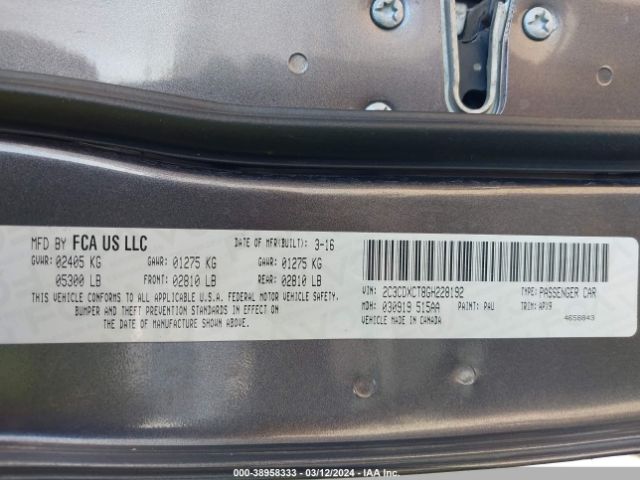 MFD BY FCA US LLC DATE OF MFR(BUILT): 3-16
GVWR: 02405 KG GAWR: 01275 KG GAWR: 01275 KG
05300 LB FRONT: 02810 LB REAR: 02810 LB
THIS VEHICLE CONFORMS TO ALL APPLICABLE U.S.A. FEDERAL MOTOR VEHICLE SAFETY,
BUMPER AND THEFT PREVENTION STANDARDS IN EFFECT ON
THE DATE OF MANUFACTURE SHOWN ABOVE.
VIN: 2C3CDXCT8GH228192 TYPE: PASSENGER CAR
MDH: 030919 515AA PAINT: PAU TRIM: APX9
VEHICLE MADE IN CANADA 4658843
000-38958333 - 03/12/2024 - IAA Inc.